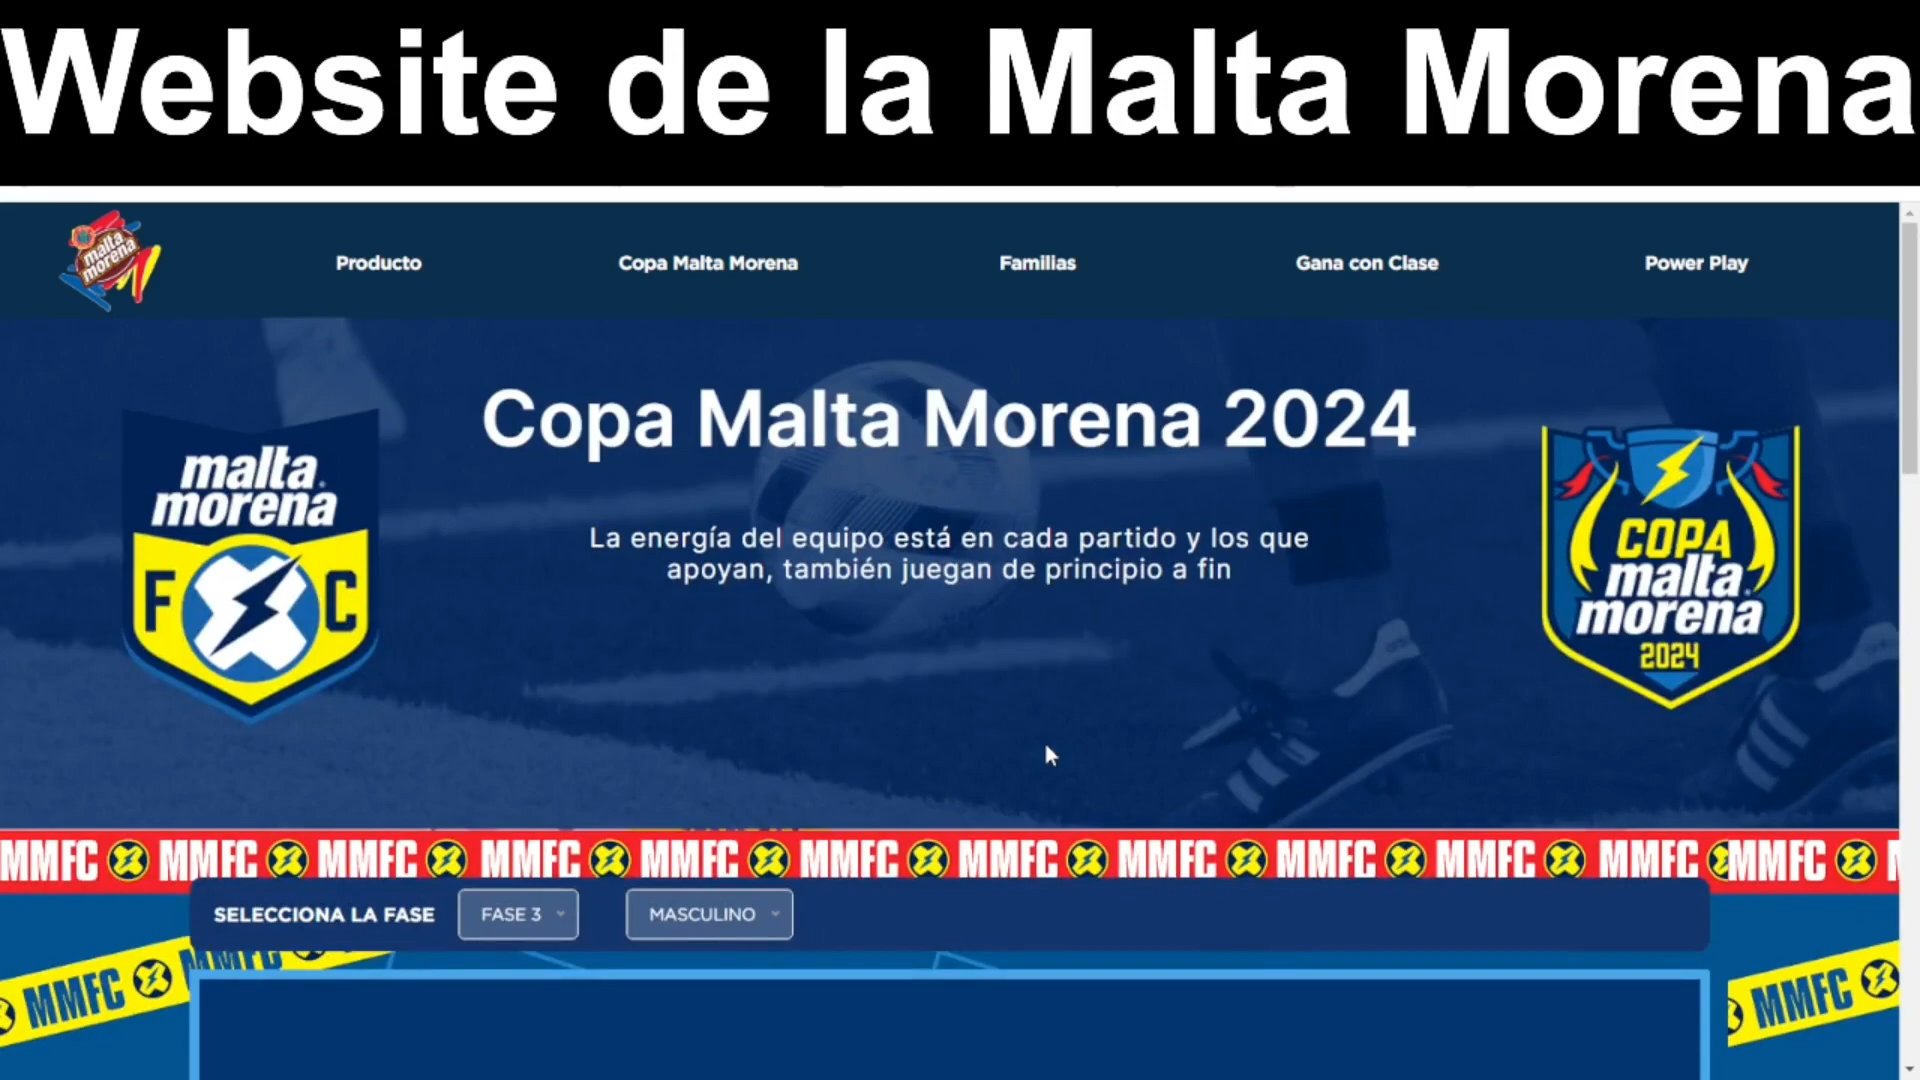 Website de la Malta Morena
malta morena
Producto
Copa Malta Morena
Familias
Gana con Clase
Power Play
Copa Malta Morena 2024
La energía del equipo está en cada partido y los que
apoyan, también juegan de principio a fin
malta
morena
F C
COPA
malta
morena
2024
MMFC MMFC MMFC MMFC MMFC MMFC MMFC MMFC MMFC MMFC MMFC MMFC
SELECCIONA LA FASE
FASE 3
MASCULINO
MMFC MMFC
MMFC